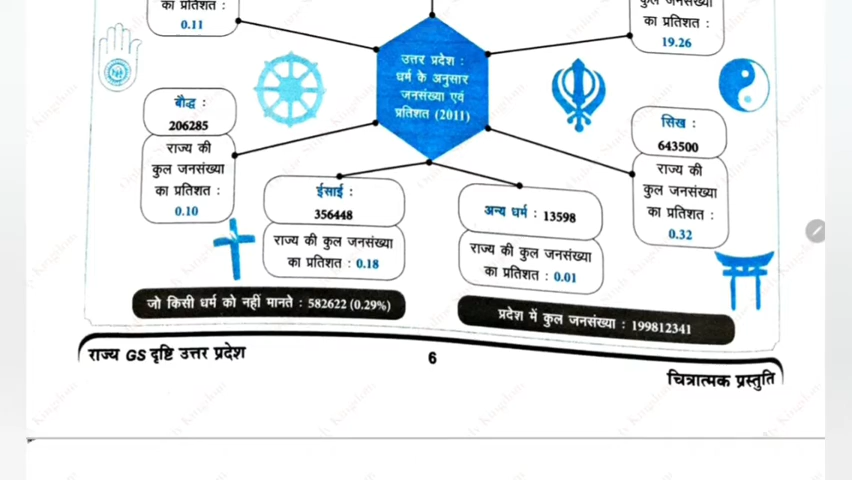 का प्रतिशत :
0.11
कुल जनसंख्या
का प्रतिशत :
19.26
उत्तर प्रदेश :
धर्म के अनुसार
जनसंख्या एवं
प्रतिशत (2011)
बौद्ध :
206285
राज्य की
कुल जनसंख्या
का प्रतिशत :
0.10
सिख :
643500
राज्य की
कुल जनसंख्या
का प्रतिशत :
0.32
ईसाई :
356448
राज्य की कुल जनसंख्या
का प्रतिशत : 0.18
अन्य धर्म : 13598
राज्य की कुल जनसंख्या
का प्रतिशत : 0.01
जो किसी धर्म को नहीं मानते : 582622 (0.29%)
प्रदेश में कुल जनसंख्या : 199812341
राज्य GS दृष्टि उत्तर प्रदेश
6
चित्रात्मक प्रस्तुति